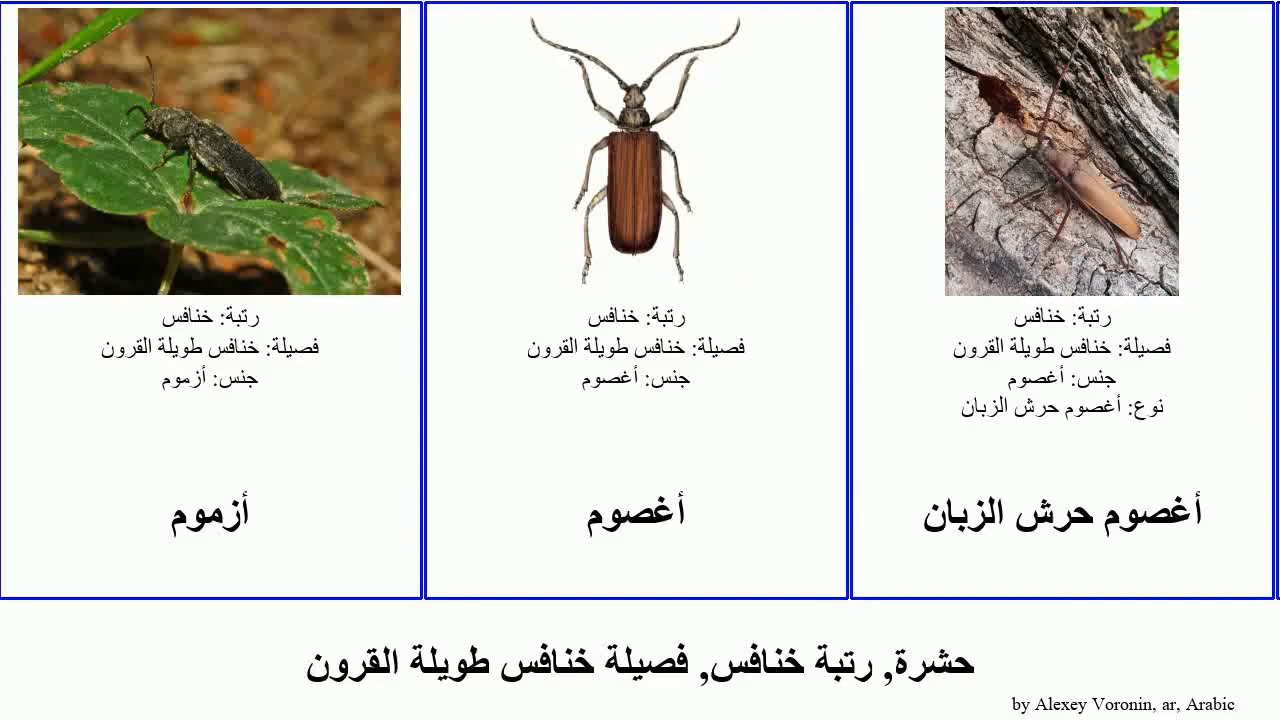 رتبة: خنافس
فصيلة: خنافس طويلة القرون
جنس: أزموم
أزموم
رتبة: خنافس
فصيلة: خنافس طويلة القرون
جنس: أغصوم
أغصوم
رتبة: خنافس
فصيلة: خنافس طويلة القرون
جنس: أغصوم
نوع: أغصوم حرش الزبان
أغصوم حرش الزبان
حشرة, رتبة خنافس, فصيلة خنافس طويلة القرون
by Alexey Voronin, ar, Arabic